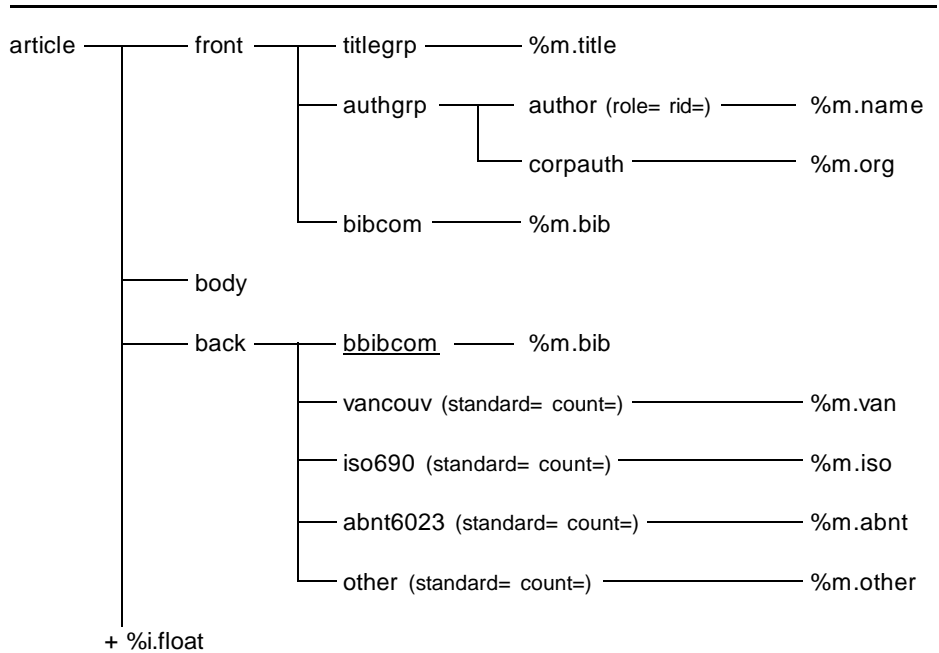 article front titlegrp %m.title
authgrp author (role= rid=) %m.name
corpauth %m.org
bibcom %m.bib
body
back bbibcom %m.bib
vancouv (standard= count=) %m.van
iso690 (standard= count=) %m.iso
abnt6023 (standard= count=) %m.abnt
other (standard= count=) %m.other
+ %i.float